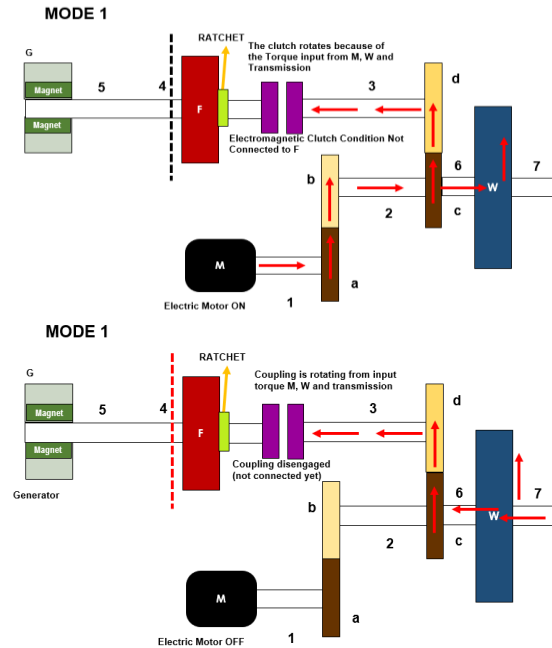 MODE 1
RATCHET
G
The clutch rotates because of
the Torque input from M, W and
Transmission
5
4
3
d
Magnet
F
Magnet
Electromagnetic Clutch Condition Not
Connected to F
b
6
7
W
2
c
M
a
Electric Motor ON
1
MODE 1
RATCHET
G
Coupling is rotating from input
torque M, W and transmission
5
4
3
d
Magnet
F
Magnet
Coupling disengaged
(not connected yet)
Generator
b
6
7
W
2
c
M
a
Electric Motor OFF
1